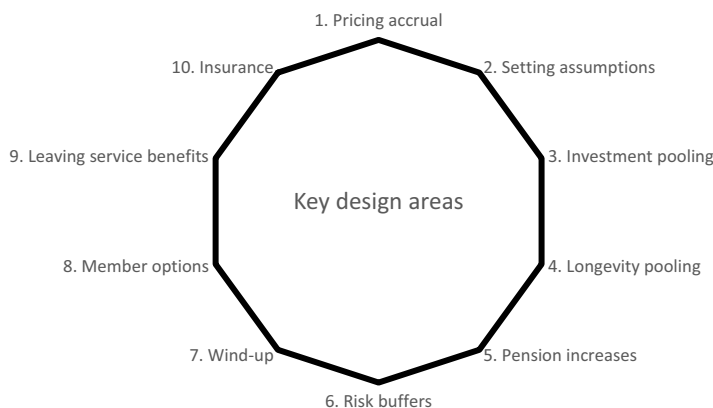 1. Pricing accrual
2. Setting assumptions
3. Investment pooling
4. Longevity pooling
5. Pension increases
6. Risk buffers
7. Wind-up
8. Member options
9. Leaving service benefits
10. Insurance
Key design areas